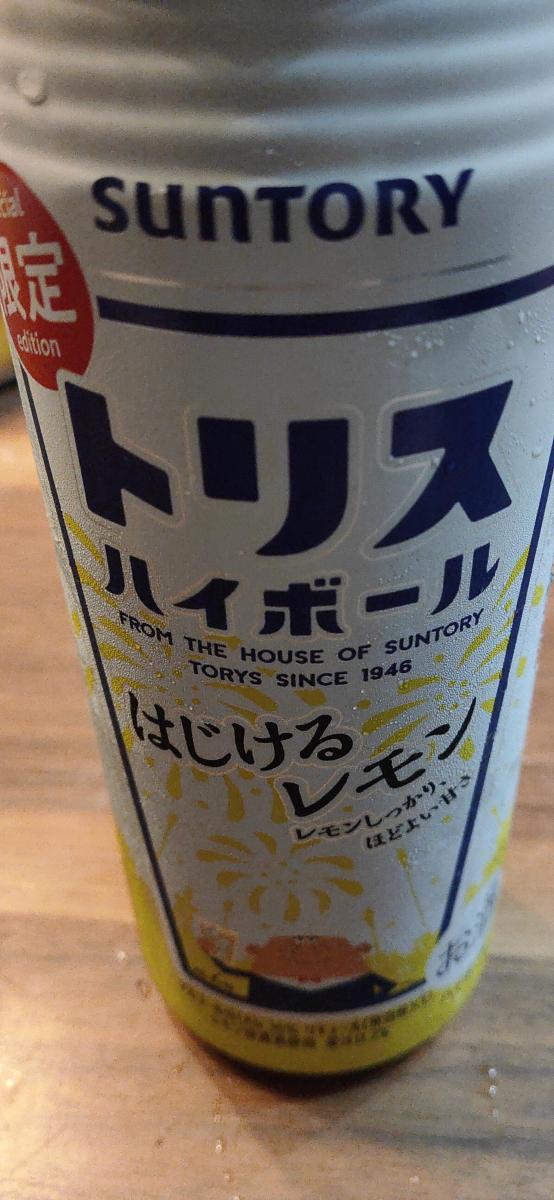 SUNTORY
限定
edition
トリス
ハイボール
FROM THE HOUSE OF SUNTORY
TORYS SINCE 1946
はじける
レモン
レモンしっかり、
ほどよい甘さ
お酒